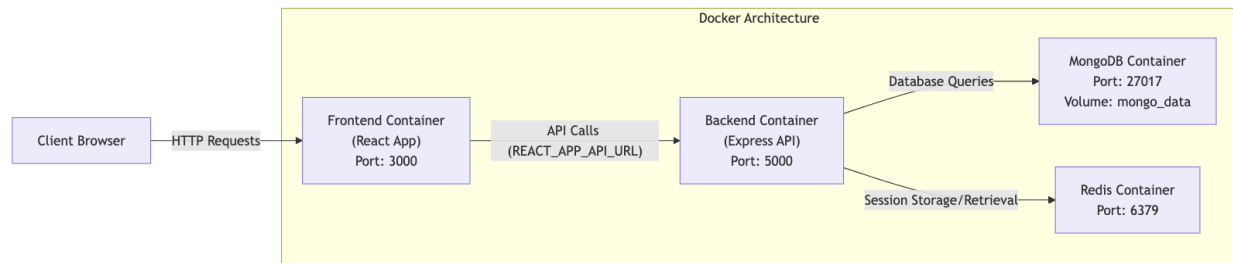 Docker Architecture
Client Browser
HTTP Requests
Frontend Container
(React App)
Port: 3000
API Calls
(REACT_APP_API_URL)
Backend Container
(Express API)
Port: 5000
Database Queries
MongoDB Container
Port: 27017
Volume: mongo_data
Session Storage/Retrieval
Redis Container
Port: 6379